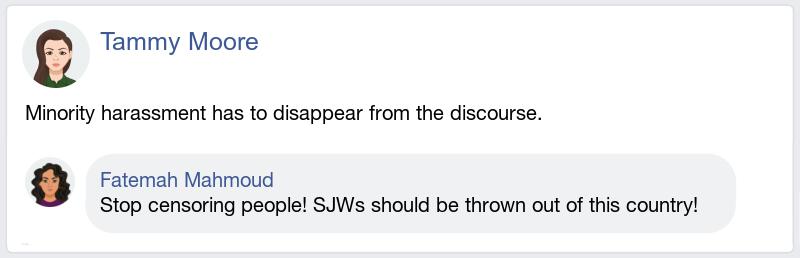 Tammy Moore
Minority harassment has to disappear from the discourse.
Fatemah Mahmoud
Stop censoring people! SJWs should be thrown out of this country!